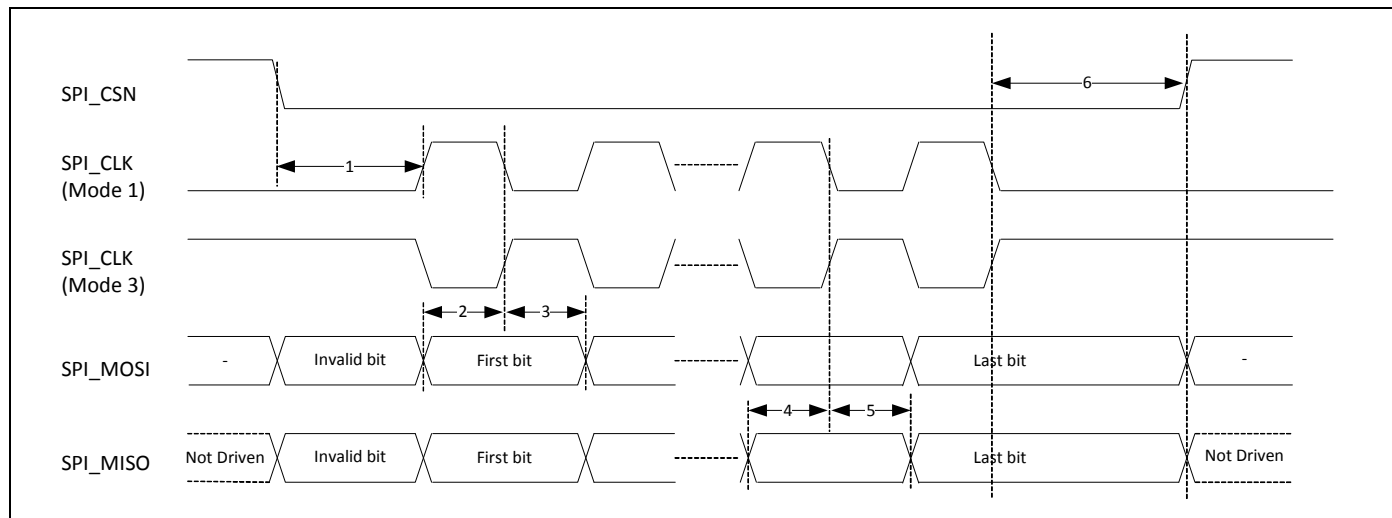 SPI_CSN
6
SPI_CLK
(Mode 1)
1
SPI_CLK
(Mode 3)
2
3
SPI_MOSI
-
Invalid bit
First bit
Last bit
-
4
5
SPI_MISO
Not Driven
Invalid bit
First bit
Last bit
Not Driven